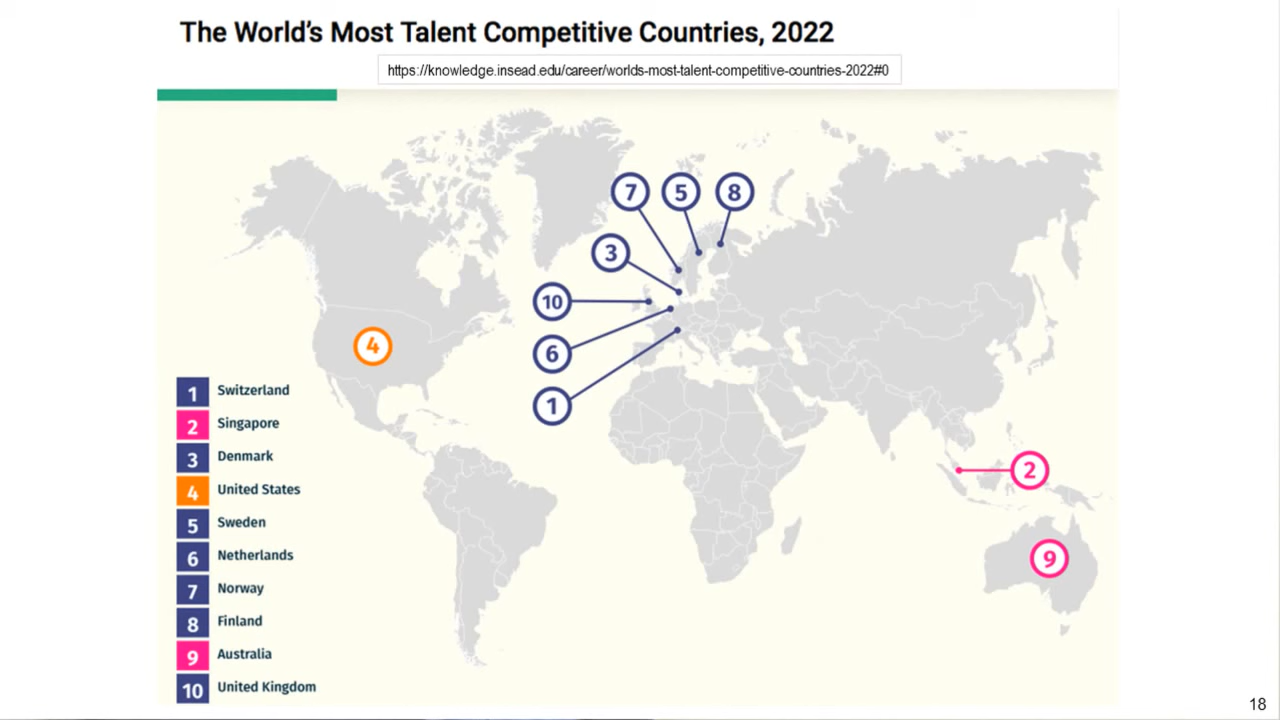 The World's Most Talent Competitive Countries, 2022
https://knowledge.insead.edu/career/worlds-most-talent-competitive-countries-2022#0
7 5 8
3
10
4
6
1
2
9
1 Switzerland
2 Singapore
3 Denmark
4 United States
5 Sweden
6 Netherlands
7 Norway
8 Finland
9 Australia
10 United Kingdom
18